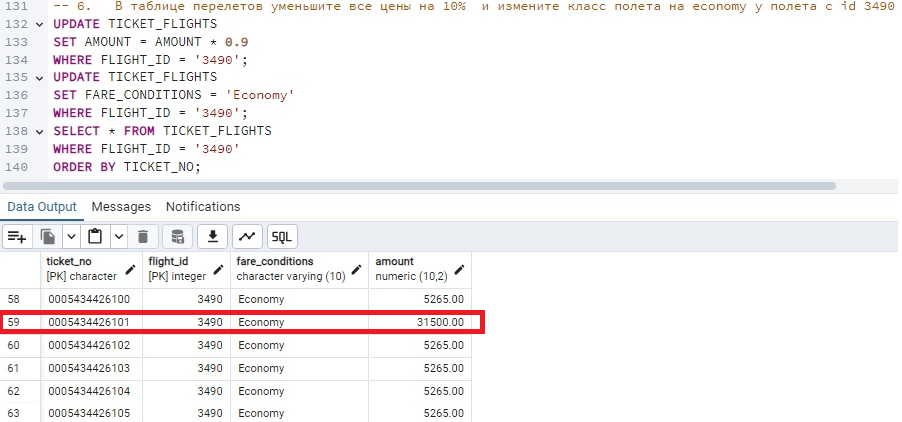 131 -- 6. В таблице перелетов уменьшите все цены на 10% и измените класс полета на economy у полета с id 3490
132 UPDATE TICKET_FLIGHTS
133 SET AMOUNT = AMOUNT * 0.9
134 WHERE FLIGHT_ID = '3490';
135 UPDATE TICKET_FLIGHTS
136 SET FARE_CONDITIONS = 'Economy'
137 WHERE FLIGHT_ID = '3490';
138 SELECT * FROM TICKET_FLIGHTS
139 WHERE FLIGHT_ID = '3490'
140 ORDER BY TICKET_NO;
Data Output Messages Notifications
SQL
ticket_no flight_id fare_conditions amount
[PK] character [PK] integer character varying (10) numeric (10,2)
58 0005434426100 3490 Economy 5265.00
59 0005434426101 3490 Economy 31500.00
60 0005434426102 3490 Economy 5265.00
61 0005434426103 3490 Economy 5265.00
62 0005434426104 3490 Economy 5265.00
63 0005434426105 3490 Economy 5265.00